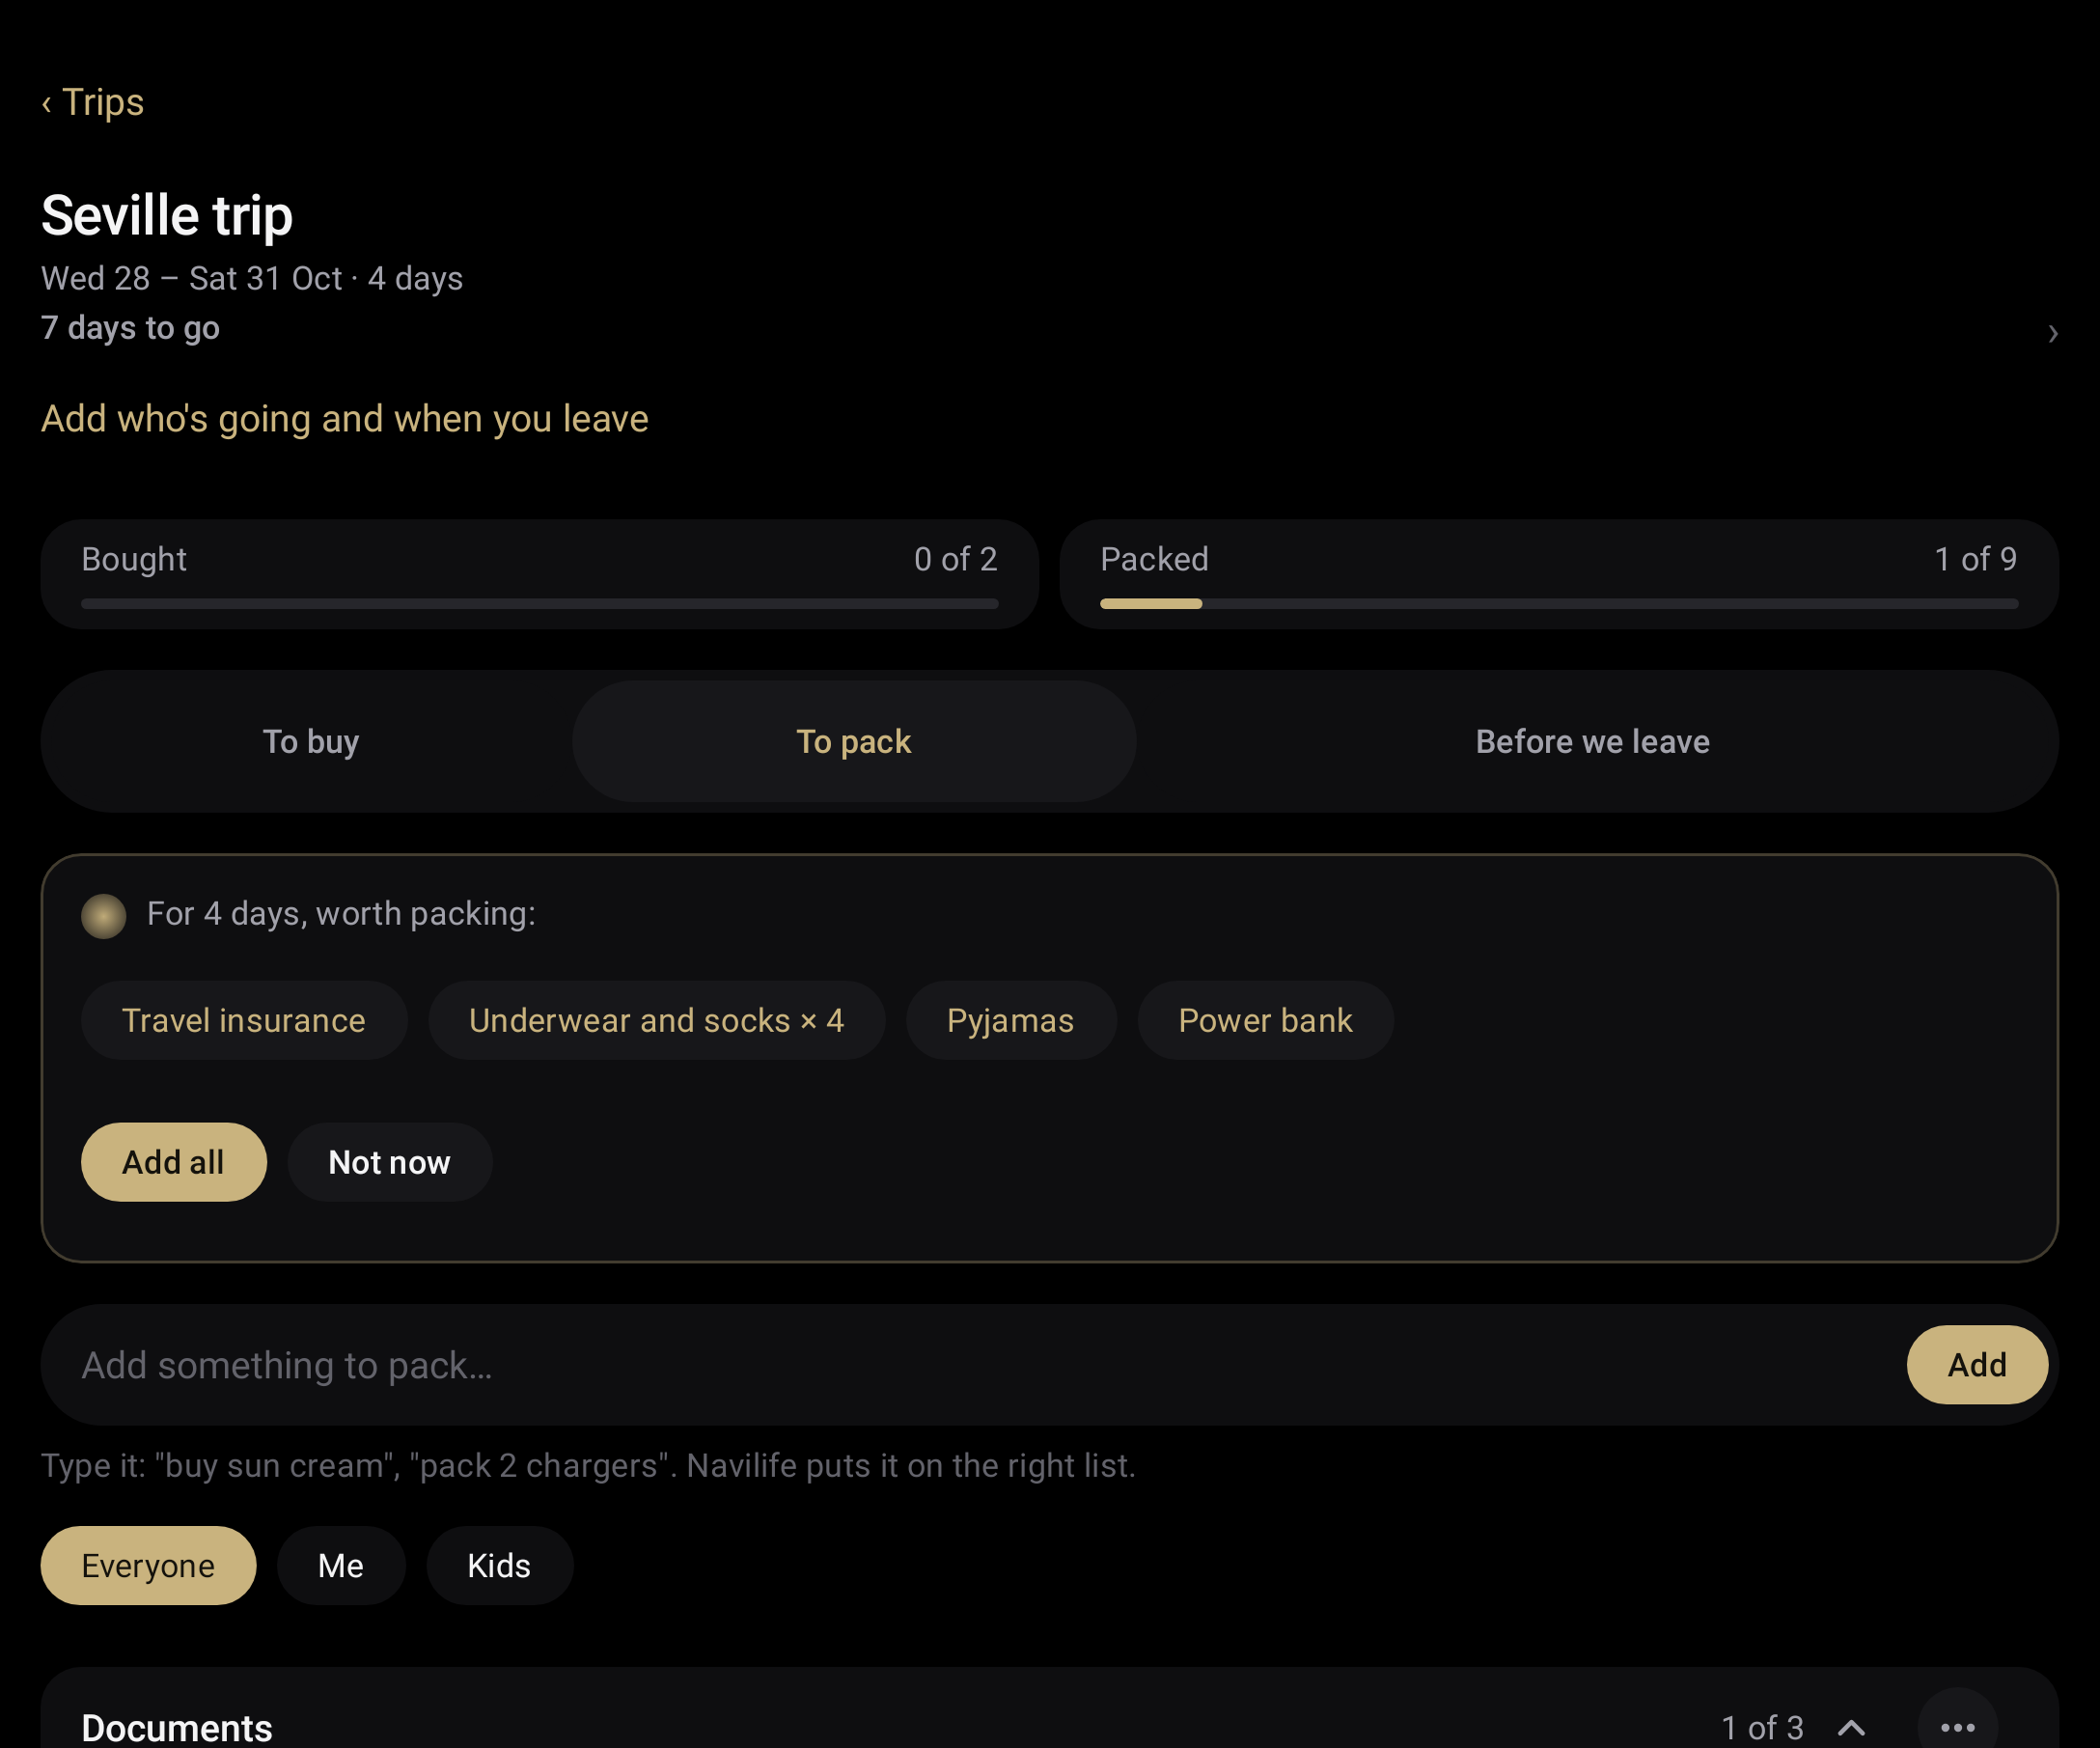 ‹ Trips
Seville trip
Wed 28 – Sat 31 Oct · 4 days
7 days to go
›
Add who's going and when you leave
Bought 0 of 2
Packed 1 of 9
To buy To pack Before we leave
For 4 days, worth packing:
Travel insurance Underwear and socks × 4 Pyjamas Power bank
Add all Not now
Add something to pack… Add
Type it: "buy sun cream", "pack 2 chargers". Navilife puts it on the right list.
Everyone Me Kids
Documents 1 of 3